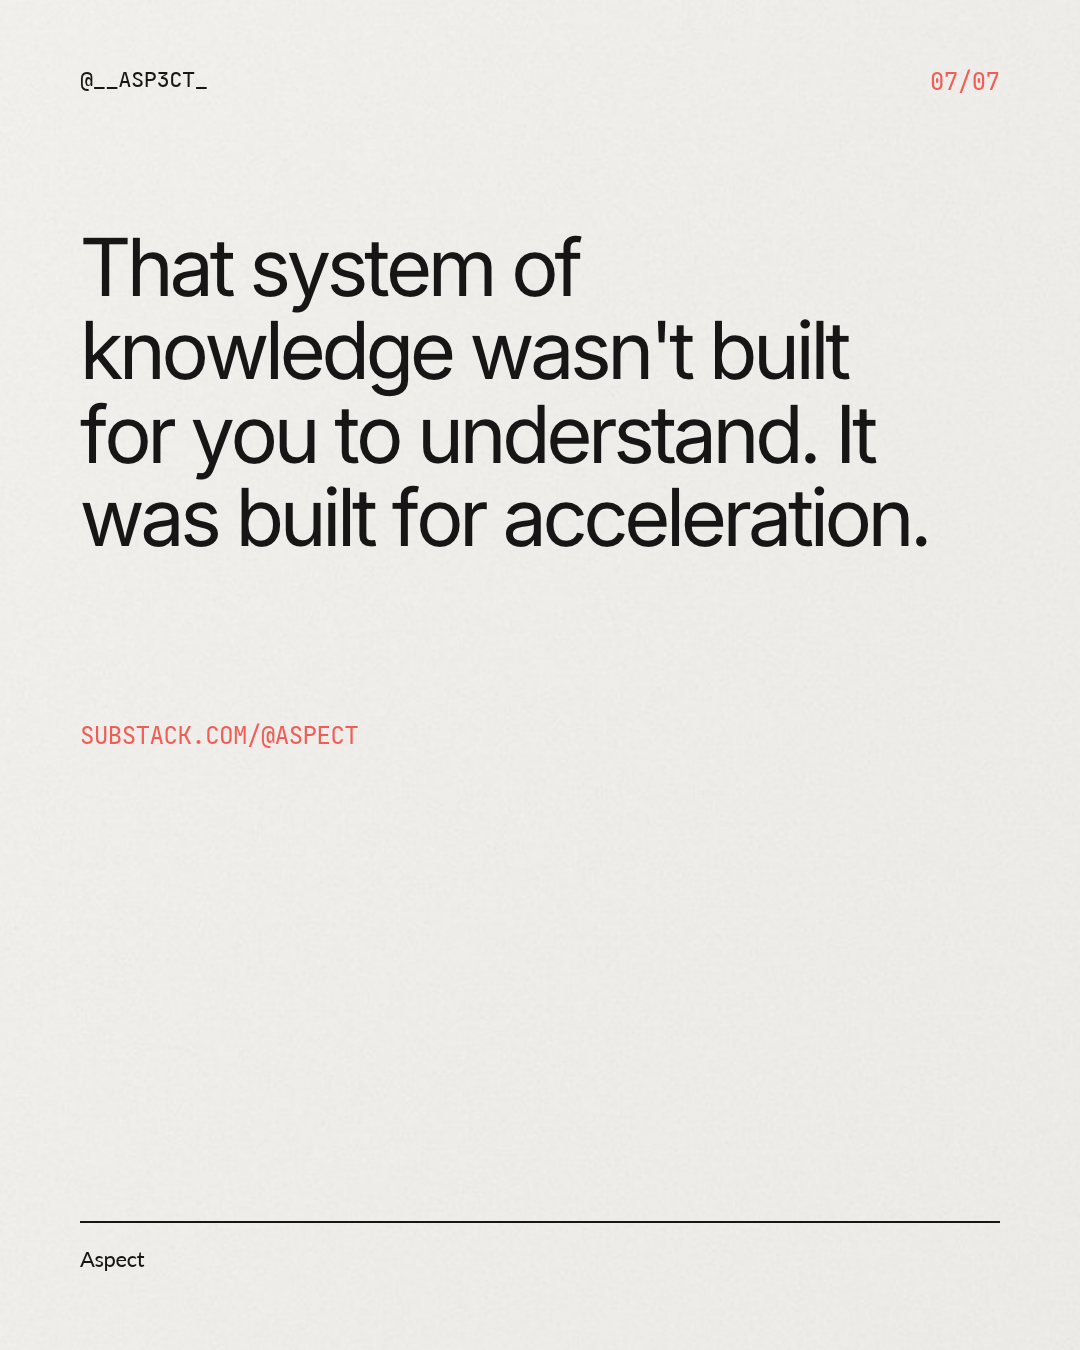 @__ASP3CT_
07/07
That system of
knowledge wasn't built
for you to understand. It
was built for acceleration.
SUBSTACK.COM/@ASPECT
Aspect